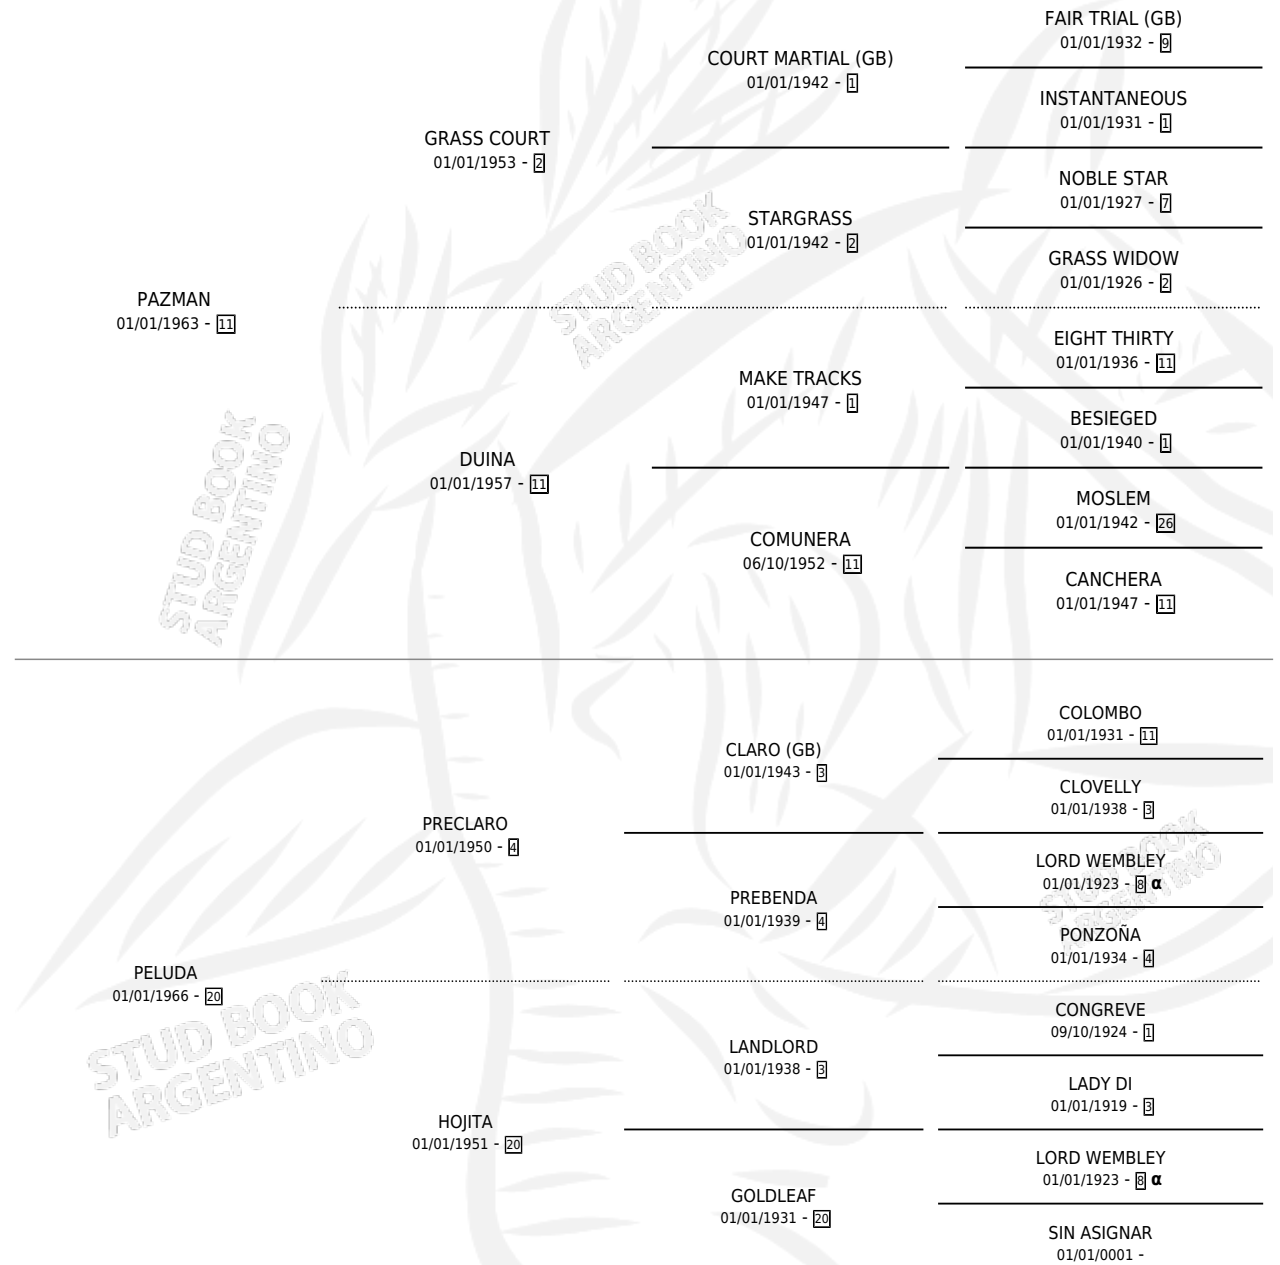 FAIR TRIAL (GB)
01/01/1932 - 9
COURT MARTIAL (GB)
01/01/1942 - 1
INSTANTANEOUS
01/01/1931 - 1
GRASS COURT
01/01/1953 - 2
NOBLE STAR
01/01/1927 - 7
STARGRASS
01/01/1942 - 2
GRASS WIDOW
01/01/1926 - 2
STUD BOOK
ARGENTINO
PAZMAN
01/01/1963 - 11
EIGHT THIRTY
01/01/1936 - 11
MAKE TRACKS
01/01/1947 - 1
BESIEGED
01/01/1940 - 1
DUINA
01/01/1957 - 11
MOSLEM
01/01/1942 - 26
COMUNERA
06/10/1952 - 11
CANCHERA
01/01/1947 - 11
STUD BOOK
ARGENTINO
COLOMBO
01/01/1931 - 11
CLARO (GB)
01/01/1943 - 3
CLOVELLY
01/01/1938 - 3
PRECLARO
01/01/1950 - 4
LORD WEMBLEY
01/01/1923 - 8 α
PREBENDA
01/01/1939 - 4
PONZOÑA
01/01/1934 - 4
STUD BOOK
ARGENTINO
PELUDA
01/01/1966 - 20
CONGREVE
09/10/1924 - 1
LANDLORD
01/01/1938 - 3
LADY DI
01/01/1919 - 3
STUD BOOK
ARGENTINO
HOJITA
01/01/1951 - 20
LORD WEMBLEY
01/01/1923 - 8 α
GOLDLEAF
01/01/1931 - 20
SIN ASIGNAR
01/01/0001 -